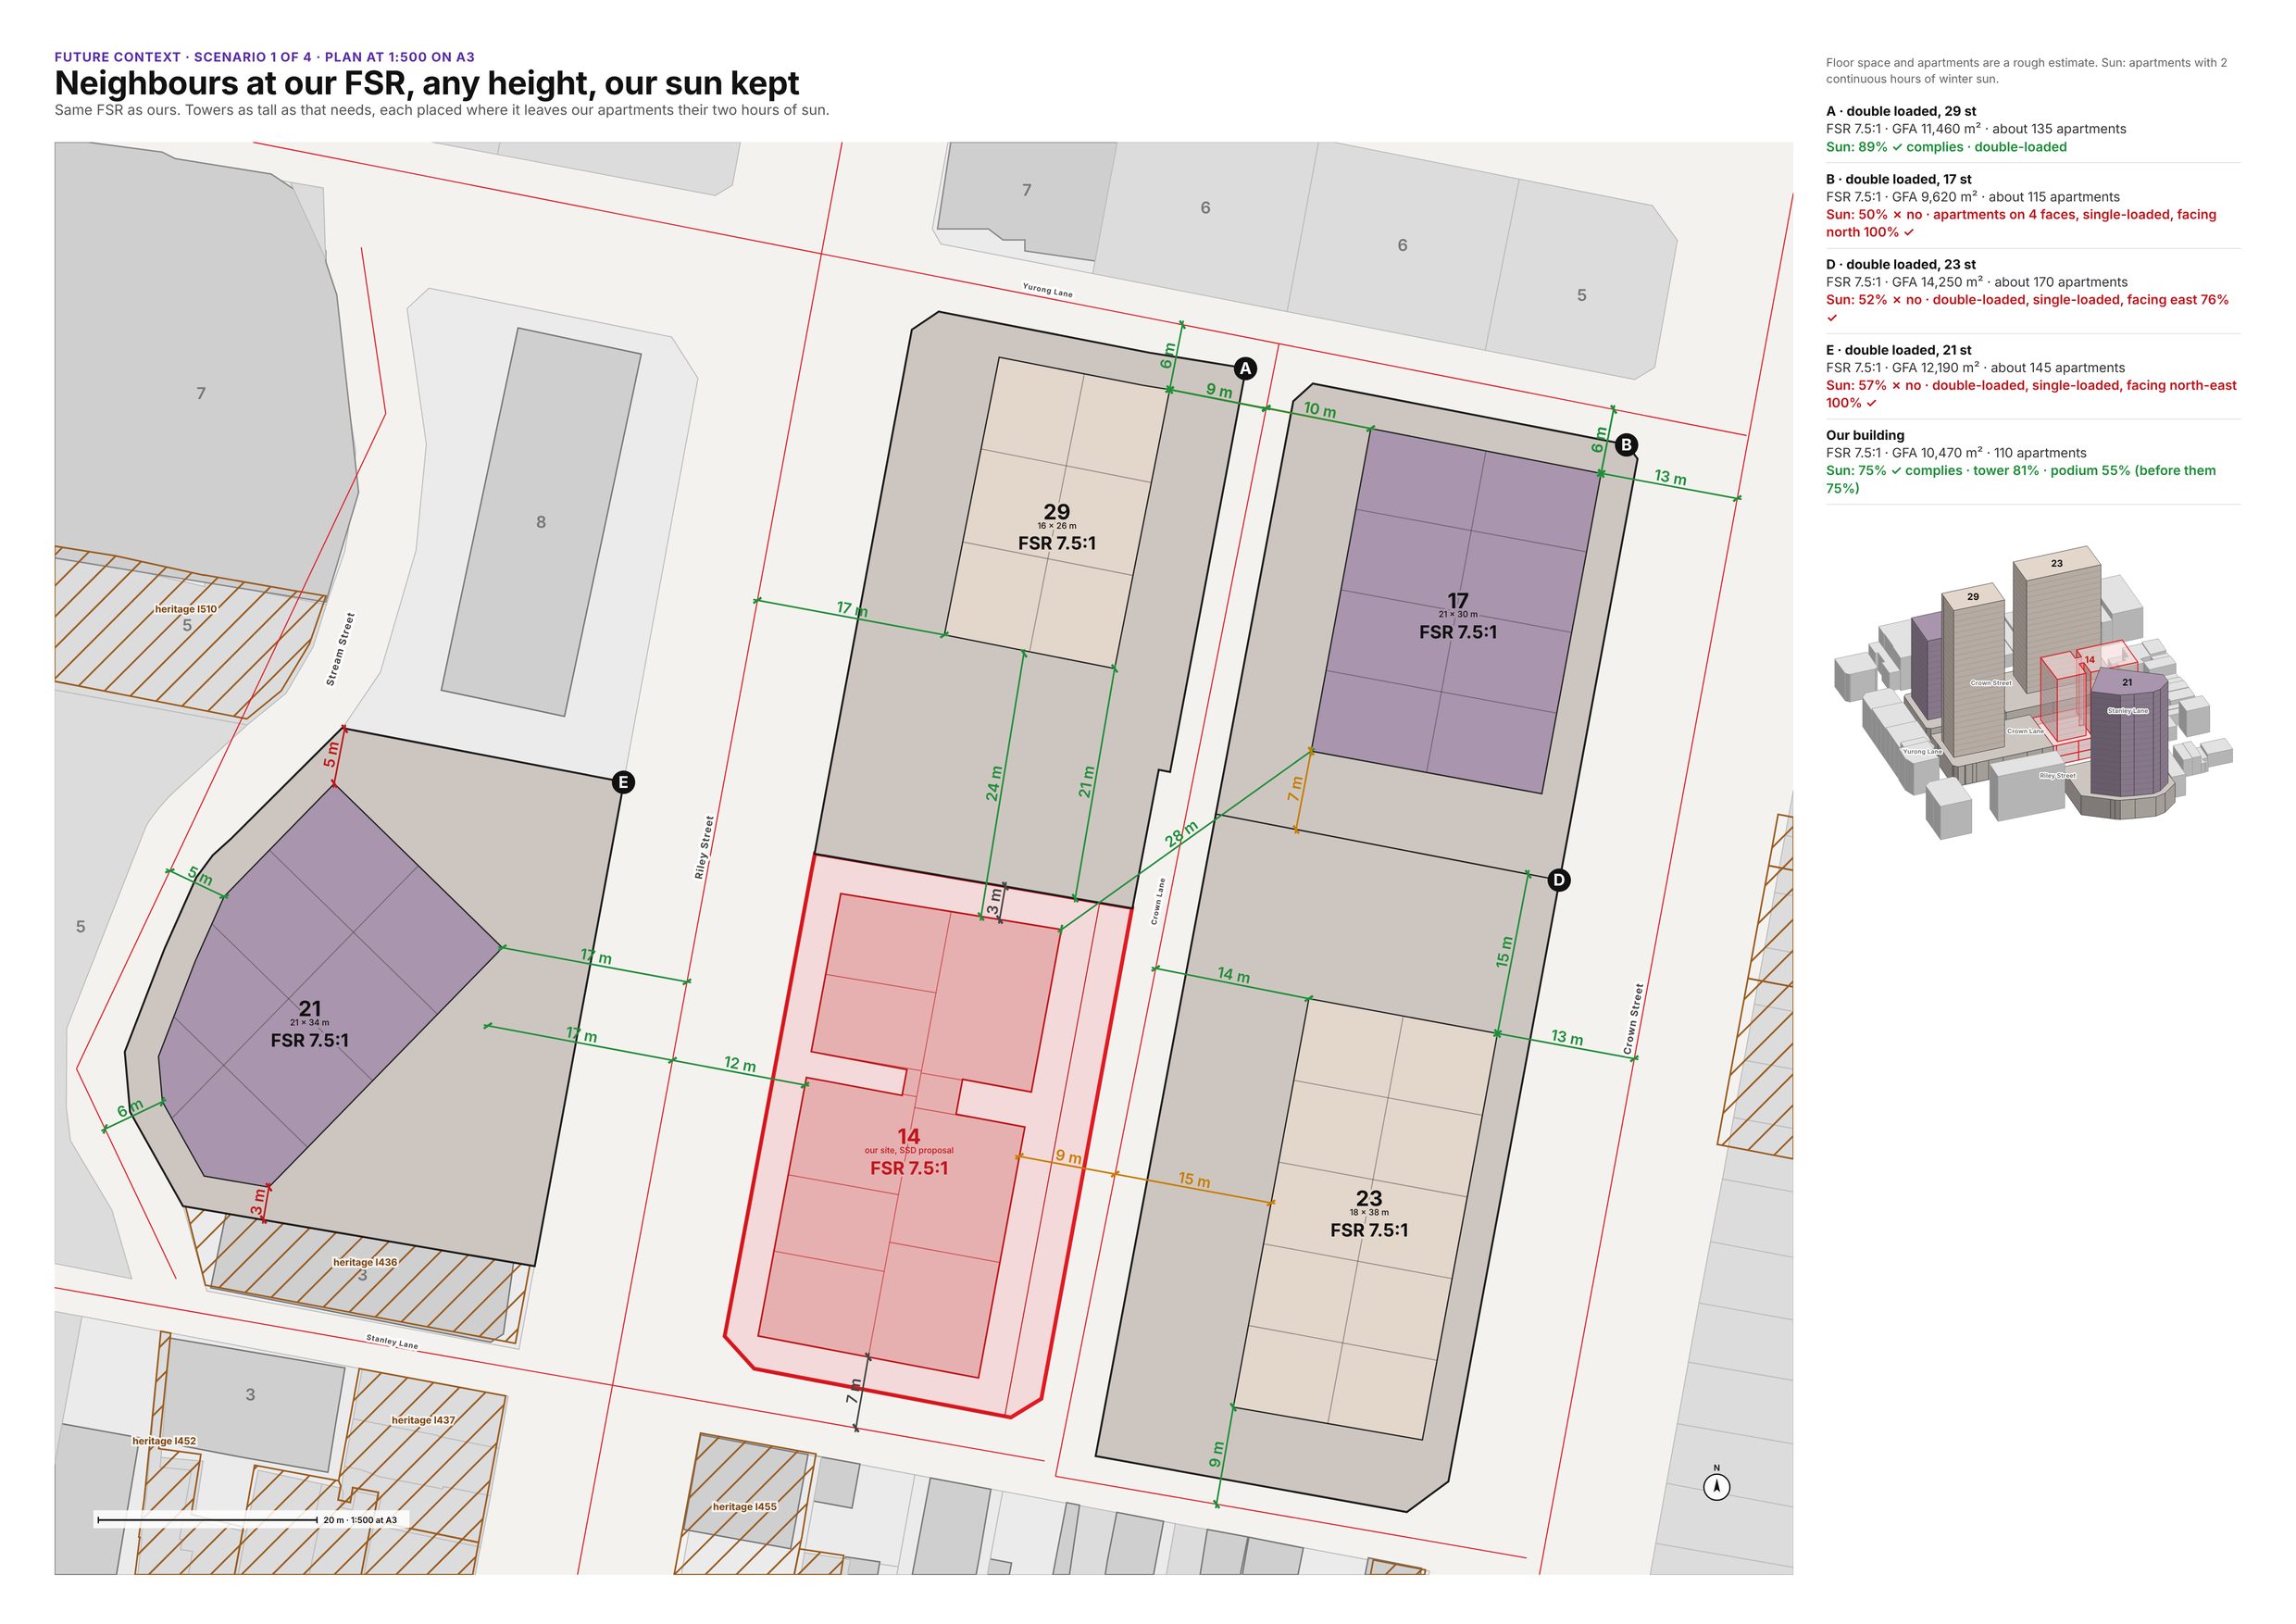 FUTURE CONTEXT · SCENARIO 1 OF 4 · PLAN AT 1:500 ON A3
Neighbours at our FSR, any height, our sun kept
Same FSR as ours. Towers as tall as that needs, each placed where it leaves our apartments their two hours of sun.
Floor space and apartments are a rough estimate. Sun: apartments with 2
continuous hours of winter sun.
A · double loaded, 29 st
FSR 7.5:1 · GFA 11,460 m² · about 135 apartments
Sun: 89% ✓ complies · double-loaded
B · double loaded, 17 st
FSR 7.5:1 · GFA 9,620 m² · about 115 apartments
Sun: 50% × no · apartments on 4 faces, single-loaded, facing
north 100% ✓
D · double loaded, 23 st
FSR 7.5:1 · GFA 14,250 m² · about 170 apartments
Sun: 52% × no · double-loaded, single-loaded, facing east 76%
✓
E · double loaded, 21 st
FSR 7.5:1 · GFA 12,190 m² · about 145 apartments
Sun: 57% × no · double-loaded, single-loaded, facing north-east
100% ✓
Our building
FSR 7.5:1 · GFA 10,470 m² · 110 apartments
Sun: 75% ✓ complies · tower 81% · podium 55% (before them
75%)
7
6
6
5
Yurong Lane
A
6 m
9 m
10 m
B
6 m
13 m
7
8
29
16 × 26 m
FSR 7.5:1
17
21 × 30 m
FSR 7.5:1
heritage I510
5
Stream Street
17 m
5 m
E
24 m
21 m
7 m
28 m
Riley Street
5 m
5
3 m
Crown Lane
D
17 m
14 m
15 m
21
21 × 34 m
FSR 7.5:1
17 m
12 m
13 m
Crown Street
6 m
14
our site, SSD proposal
FSR 7.5:1
9 m
15 m
23
18 × 38 m
FSR 7.5:1
3 m
heritage I436
3
Stanley Lane
3
7 m
9 m
heritage I437
heritage I452
heritage I455
20 m · 1:500 at A3
N
23
29
14
21
Crown Street
Stanley Lane
Crown Lane
Yurong Lane
Riley Street